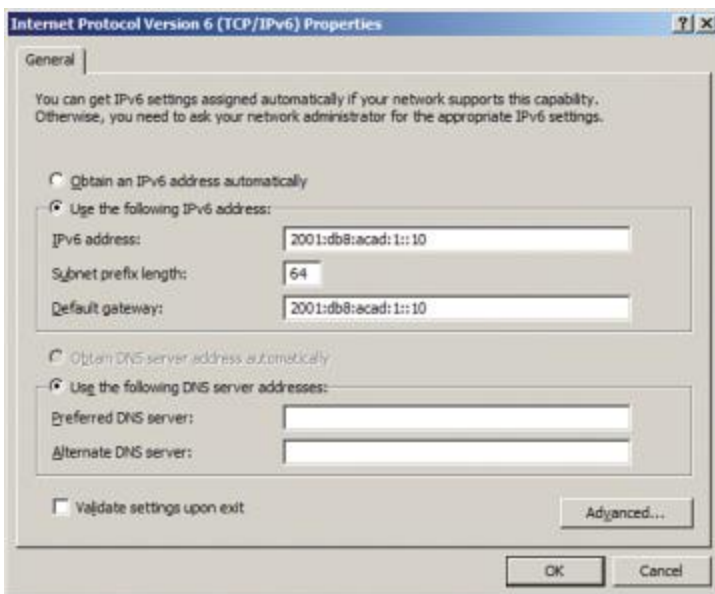 Internet Protocol Version 6 (TCP/IPv6) Properties
General
You can get IPv6 settings assigned automatically if your network supports this capability.
Otherwise, you need to ask your network administrator for the appropriate IPv6 settings.
Obtain an IPv6 address automatically
Use the following IPv6 address:
IPv6 address: 2001:db8:acad:1::10
Subnet prefix length: 64
Default gateway: 2001:db8:acad:1::10
Obtain DNS server address automatically
Use the following DNS server addresses:
Preferred DNS server:
Alternate DNS server:
Validate settings upon exit
Advanced...
OK Cancel